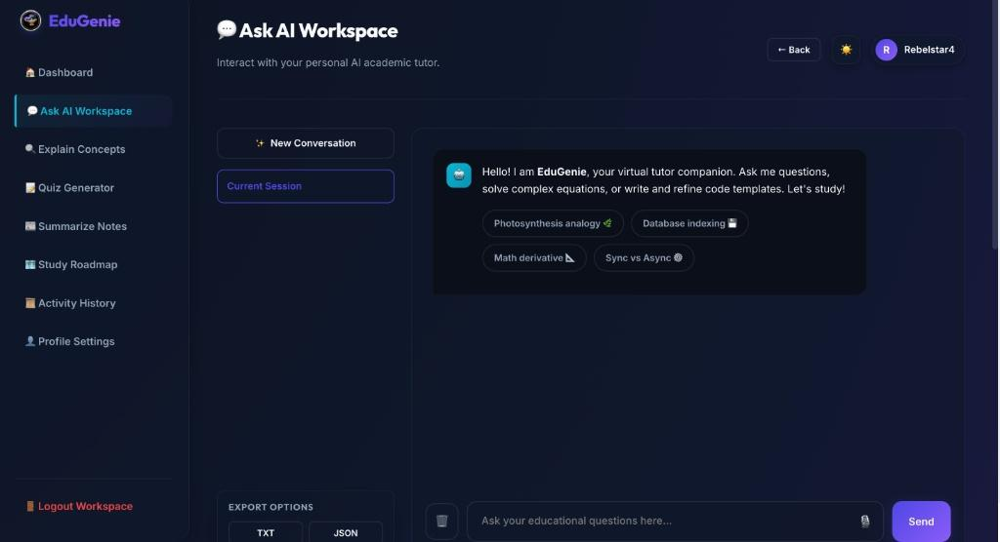 EduGenie
Dashboard
Ask AI Workspace
Explain Concepts
Quiz Generator
Summarize Notes
Study Roadmap
Activity History
Profile Settings
Logout Workspace
Ask AI Workspace
Interact with your personal AI academic tutor.
← Back
R Rebelstar4
New Conversation
Current Session
EXPORT OPTIONS
TXT JSON
Hello! I am EduGenie, your virtual tutor companion. Ask me questions,
solve complex equations, or write and refine code templates. Let's study!
Photosynthesis analogy Database indexing
Math derivative Sync vs Async
Ask your educational questions here...
Send